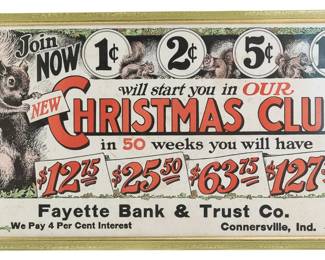 Join NOW 1¢ 2¢ 5¢ 1
will start you in OUR
NEW CHRISTMAS CLU
in 50 weeks you will have
$12.75 $25.50 $63.75 $127.5
Fayette Bank & Trust Co.
We Pay 4 Per Cent Interest Connersville, Ind.